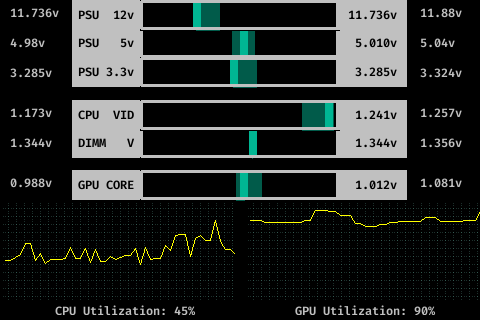 11.736v PSU 12v 11.736v 11.88v
4.98v PSU 5v 5.010v 5.04v
3.285v PSU 3.3v 3.285v 3.324v
1.173v CPU VID 1.241v 1.257v
1.344v DIMM V 1.344v 1.356v
0.988v GPU CORE 1.012v 1.081v
CPU Utilization: 45% GPU Utilization: 90%